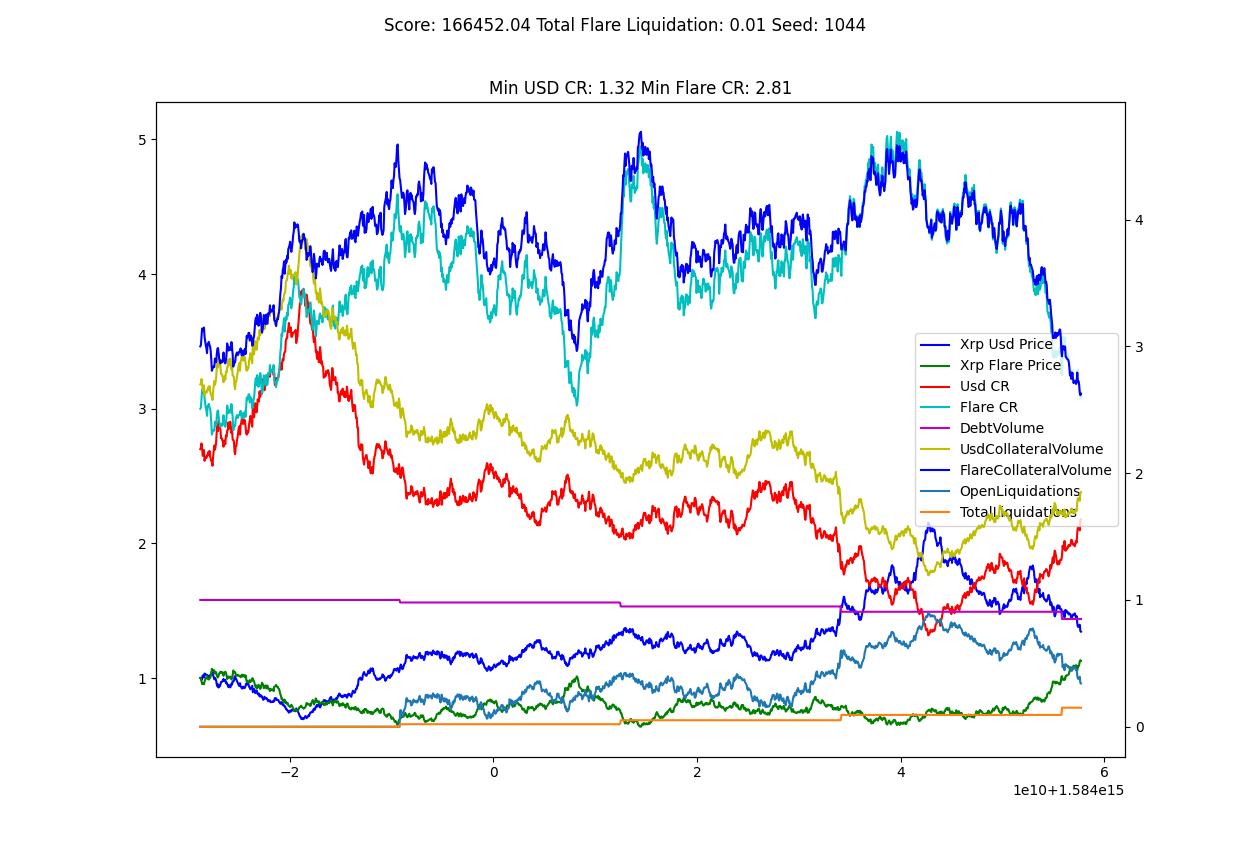 Score: 166452.04 Total Flare Liquidation: 0.01 Seed: 1044
Min USD CR: 1.32 Min Flare CR: 2.81
5
4
3
2
1
4
3
2
1
0
Xrp Usd Price
Xrp Flare Price
Usd CR
Flare CR
DebtVolume
UsdCollateralVolume
FlareCollateralVolume
OpenLiquidations
TotalLiquidations
−2 0 2 4 6
1e10+1.584e15